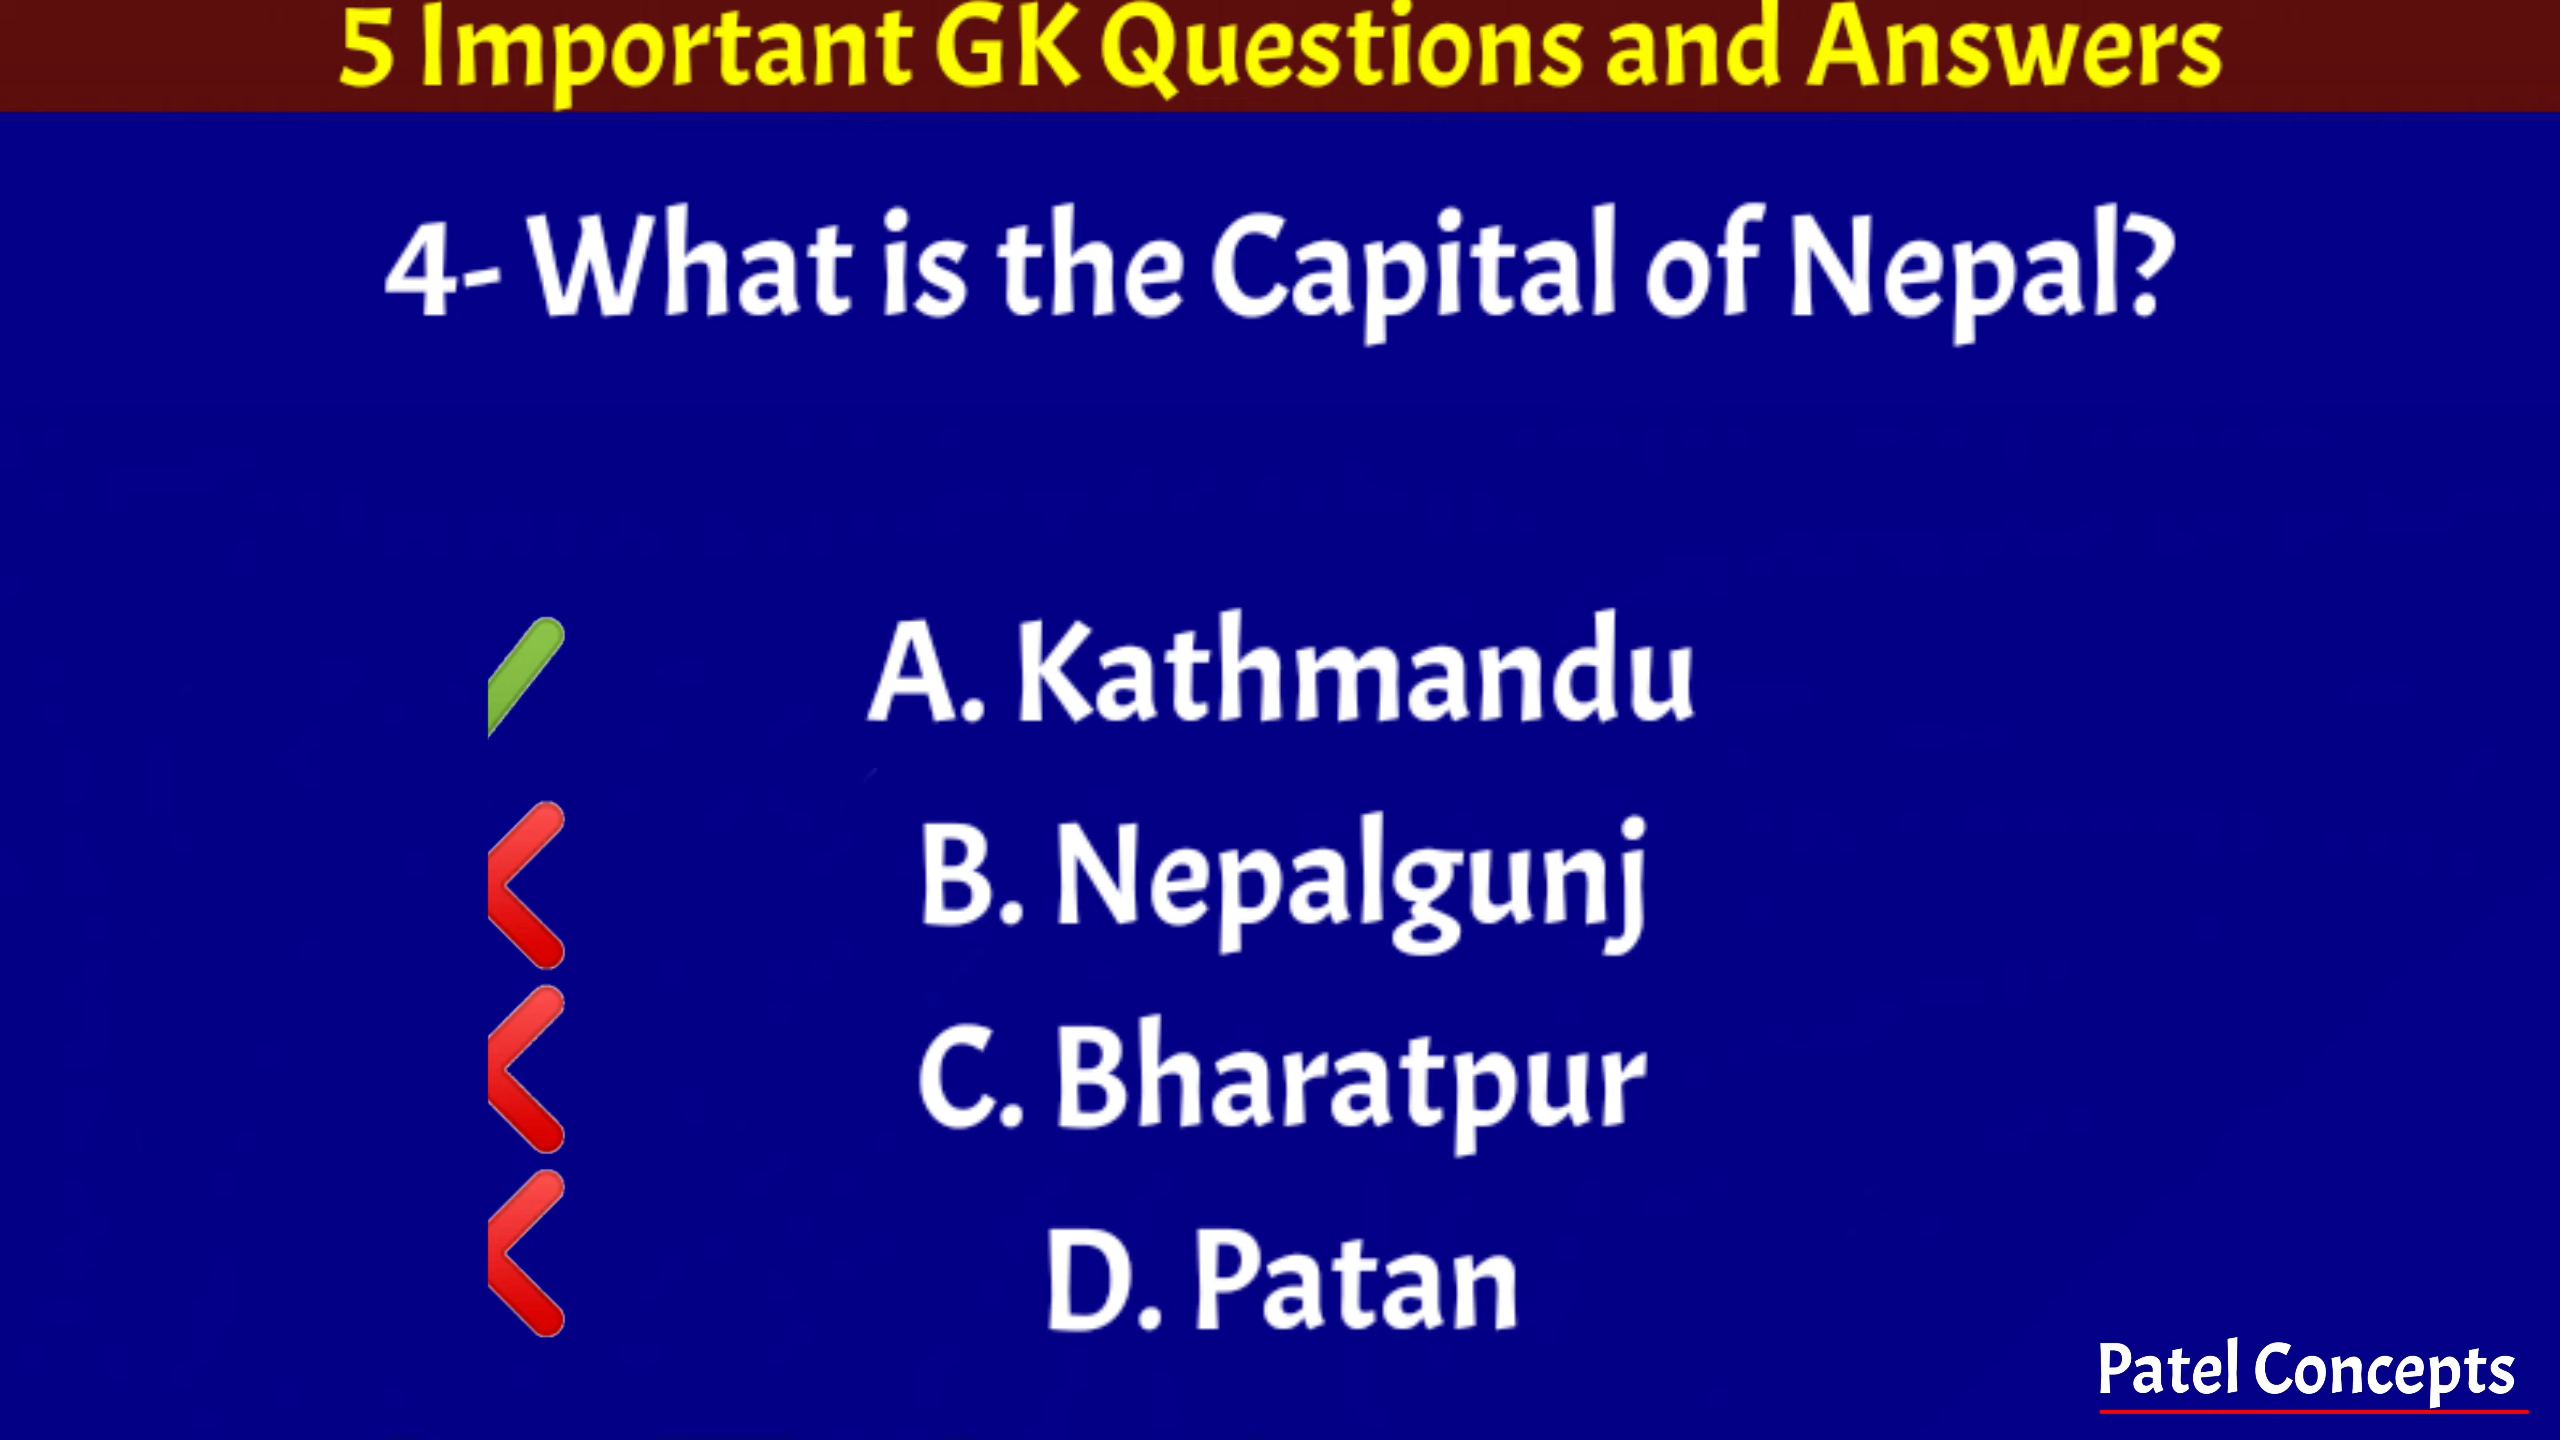 5 Important GK Questions and Answers
4- What is the Capital of Nepal?
A. Kathmandu
B. Nepalgunj
C. Bharatpur
D. Patan
Patel Concepts